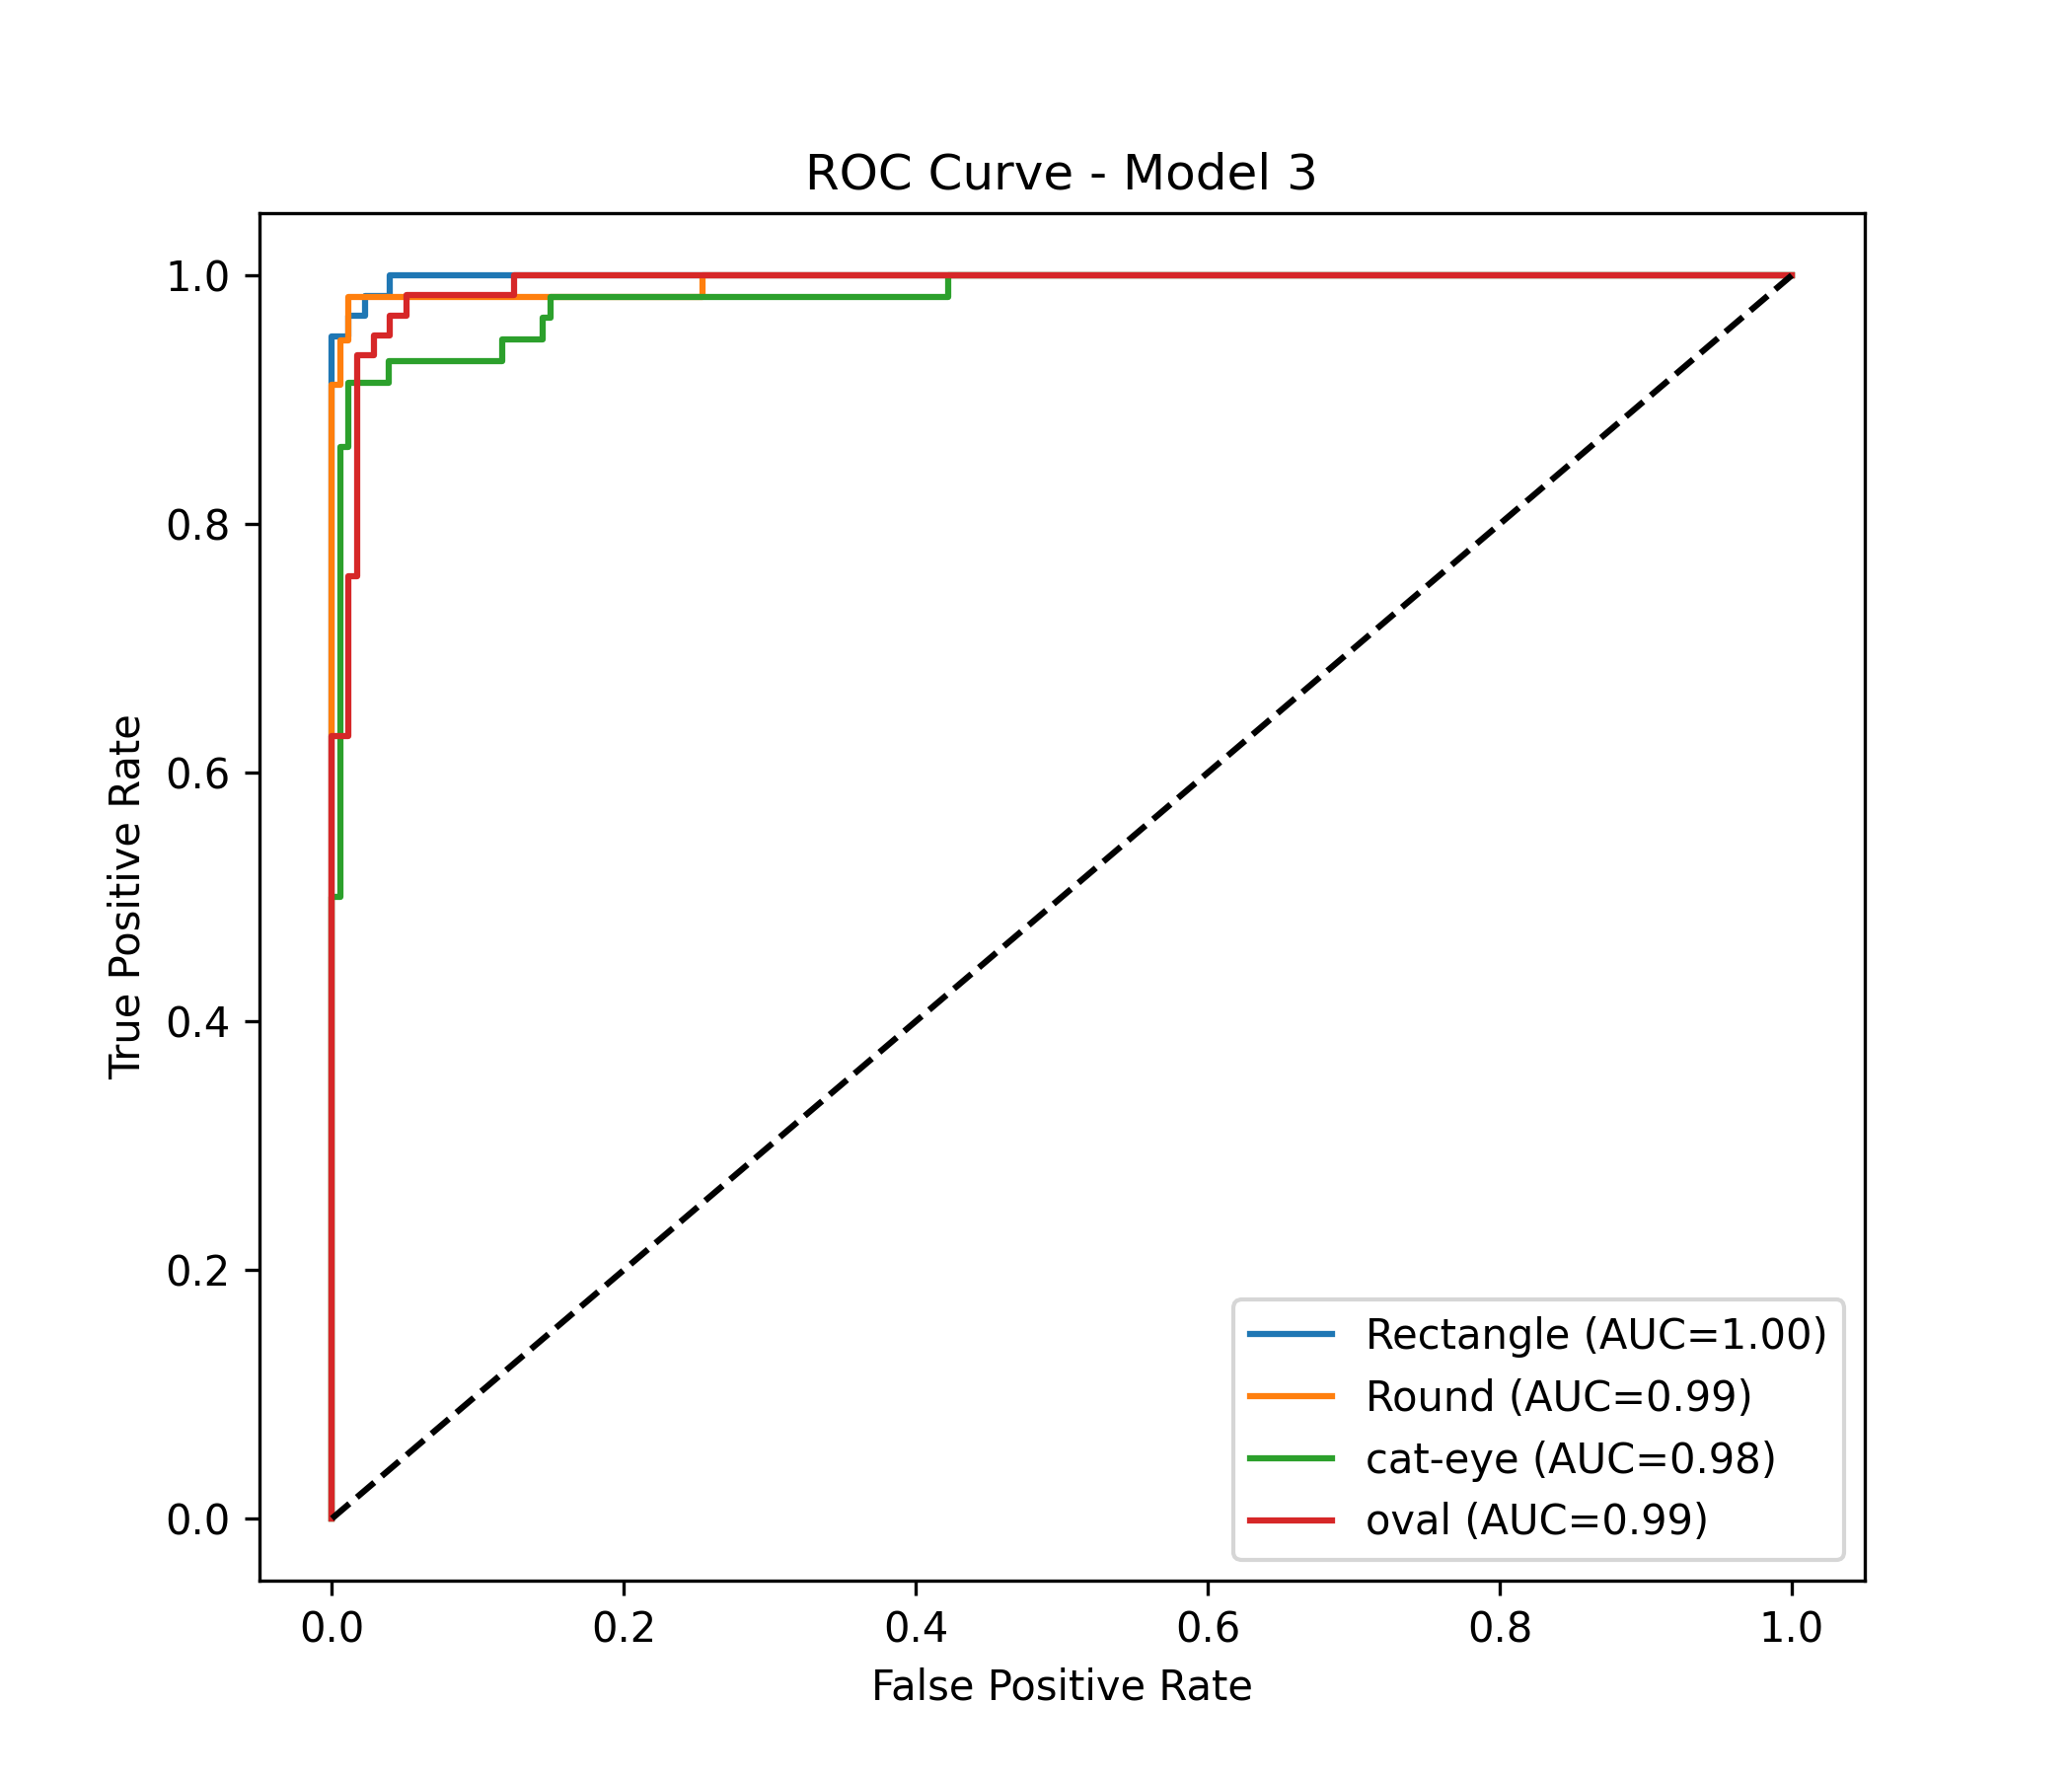 ROC Curve - Model 3
1.0
0.8
0.6
0.4
0.2
0.0
True Positive Rate
0.0 0.2 0.4 0.6 0.8 1.0
False Positive Rate
Rectangle (AUC=1.00)
Round (AUC=0.99)
cat-eye (AUC=0.98)
oval (AUC=0.99)